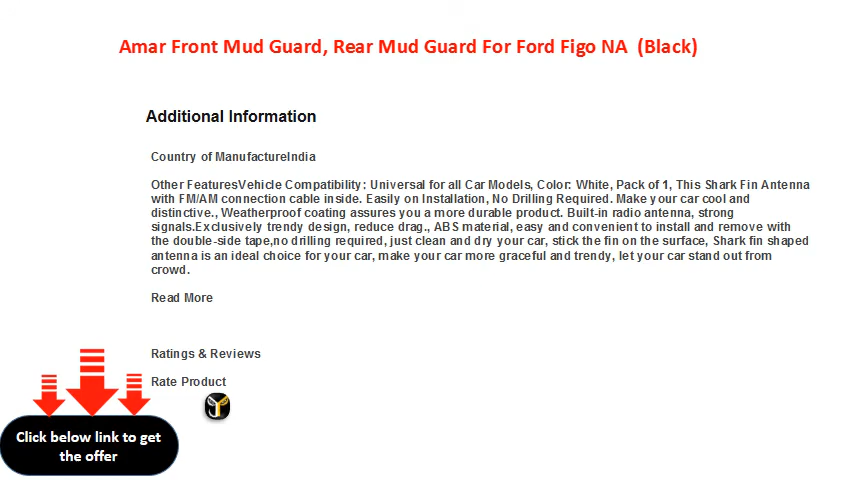 Amar Front Mud Guard, Rear Mud Guard For Ford Figo NA  (Black)
Additional Information
Country of ManufactureIndia
Other FeaturesVehicle Compatibility: Universal for all Car Models, Color: White, Pack of 1, This Shark Fin Antenna
with FM/AM connection cable inside. Easily on Installation, No Drilling Required. Make your car cool and
distinctive., Weatherproof coating assures you a more durable product. Built-in radio antenna, strong
signals.Exclusively trendy design, reduce drag., ABS material, easy and convenient to install and remove with
the double-side tape,no drilling required, just clean and dry your car, stick the fin on the surface, Shark fin shaped
antenna is an ideal choice for your car, make your car more graceful and trendy, let your car stand out from
crowd.
Read More
Ratings & Reviews
Rate Product
Click below link to get
the offer